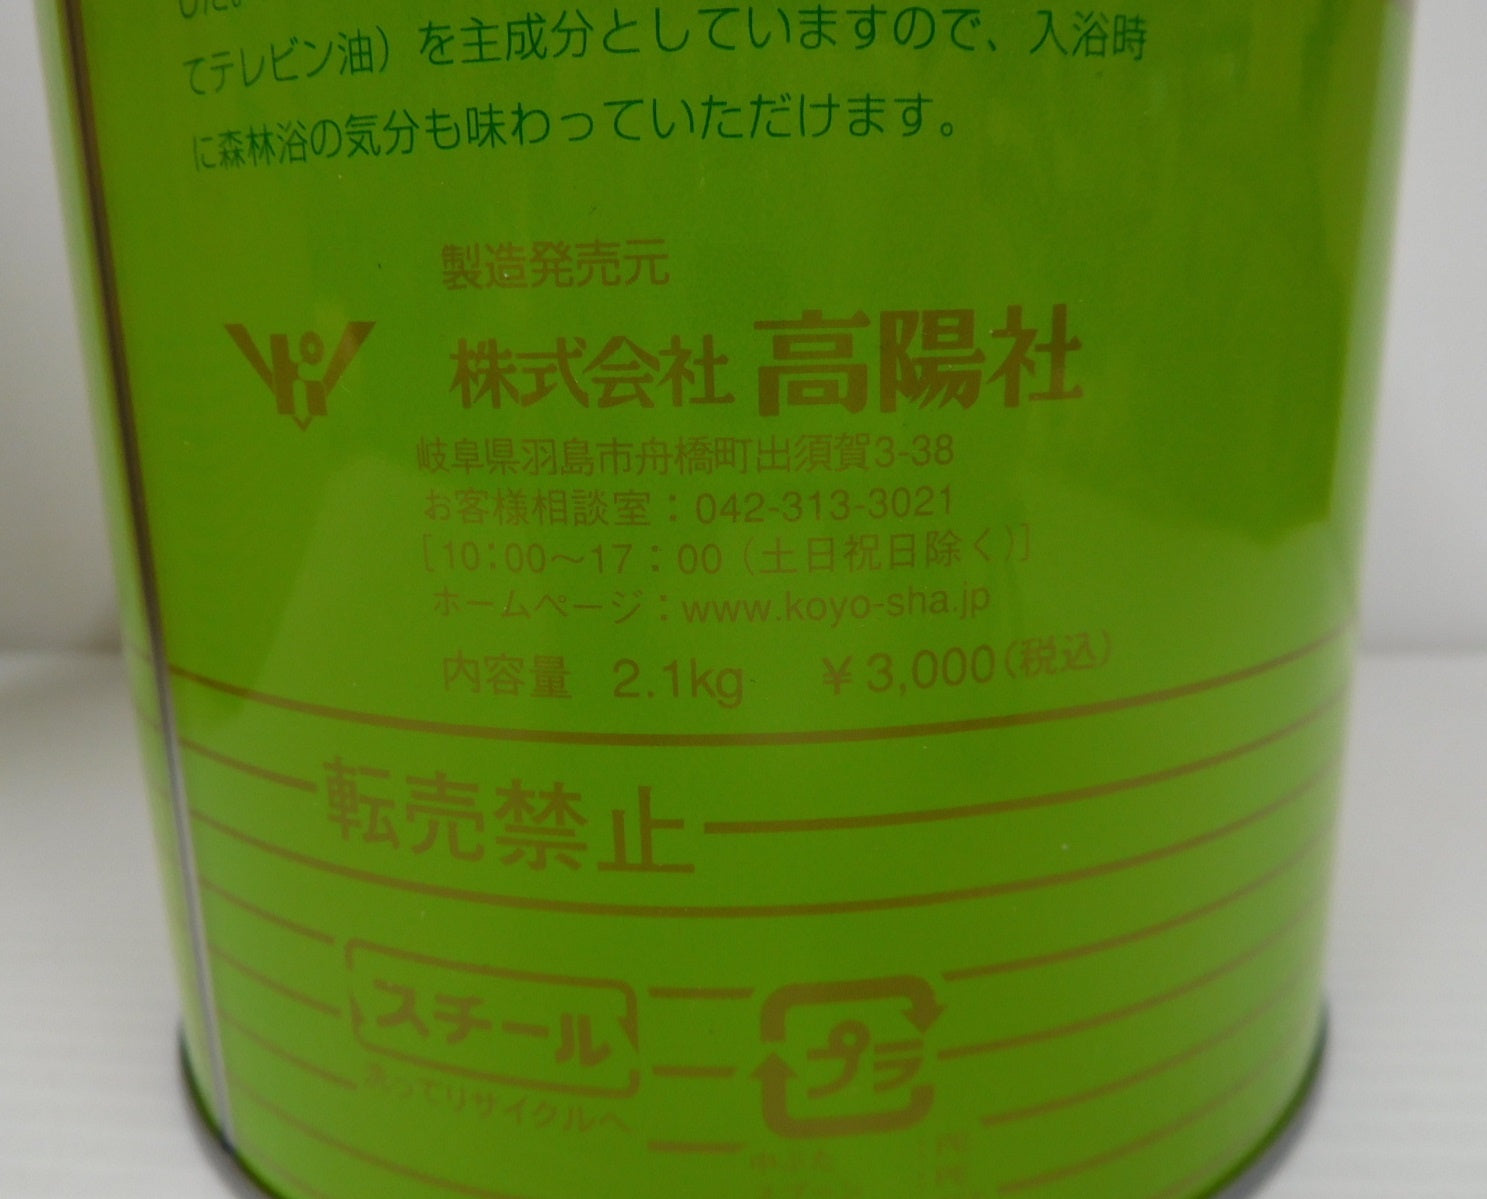 した。
てテレビン油）を主成分としていますので、入浴時
に森林浴の気分も味わっていただけます。
製造発売元
株式会社 高陽社
岐阜県羽島市舟橋町出須賀3-38
お客様相談室：042-313-3021
[10:00〜17：00（土日祝日除く）]
ホームページ：www.koyo-sha.jp
内容量 2.1kg ￥3,000（税込）
転売禁止
スチール
プラ
あってリサイクルへ
中ぶた